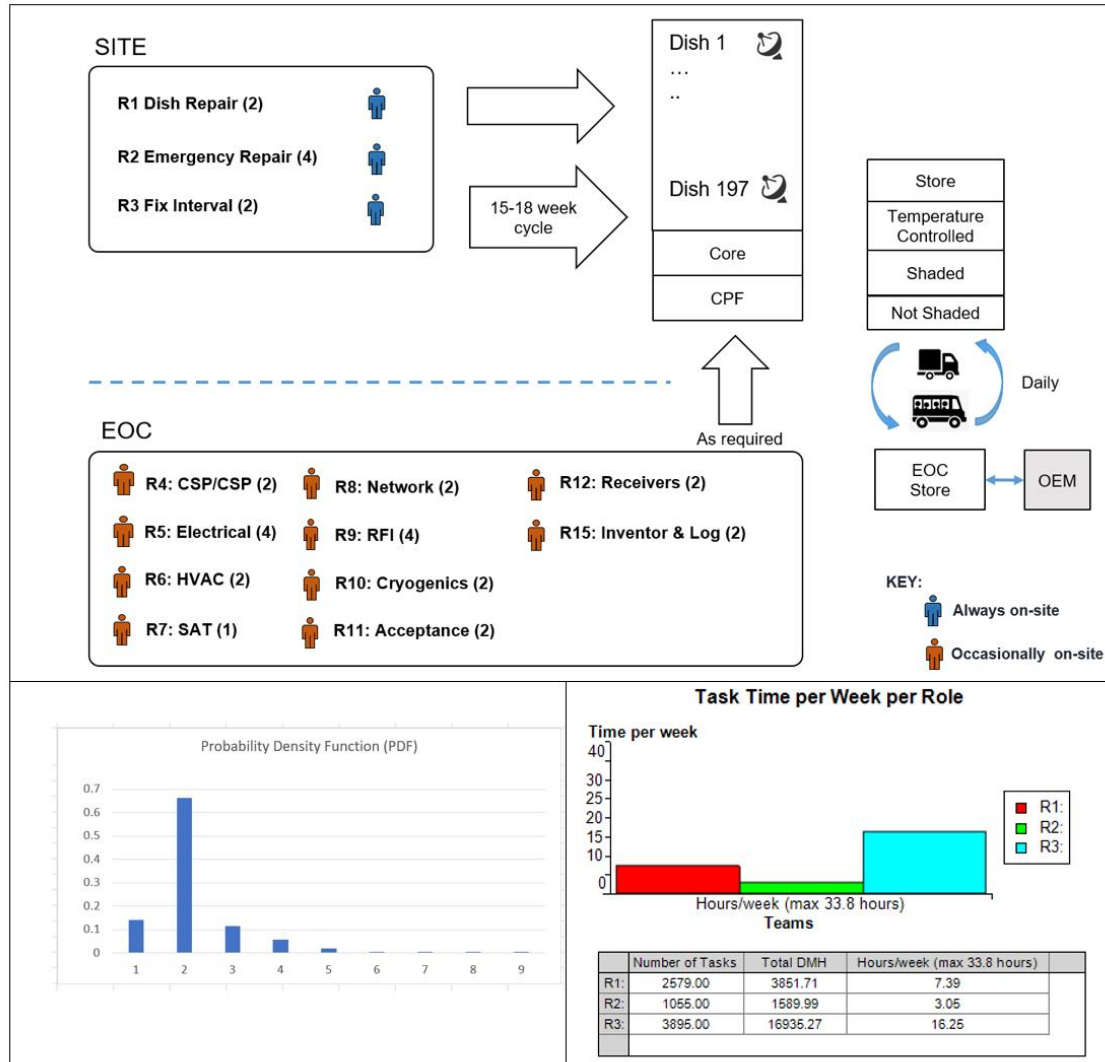 SITE
R1 Dish Repair (2)
R2 Emergency Repair (4)
R3 Fix Interval (2)
15-18 week
cycle
Dish 1
...
..
Dish 197
Core
CPF
Store
Temperature
Controlled
Shaded
Not Shaded
Daily
EOC
Store
OEM
As required
EOC
R4: CSP/CSP (2)
R5: Electrical (4)
R6: HVAC (2)
R7: SAT (1)
R8: Network (2)
R9: RFI (4)
R10: Cryogenics (2)
R11: Acceptance (2)
R12: Receivers (2)
R15: Inventor & Log (2)
KEY:
Always on-site
Occasionally on-site
Probability Density Function (PDF)
0.7
0.6
0.5
0.4
0.3
0.2
0.1
0
1 2 3 4 5 6 7 8 9
Task Time per Week per Role
Time per week
40
30
25
20
15
10
0
R1:
R2:
R3:
Hours/week (max 33.8 hours)
Teams
Number of Tasks Total DMH Hours/week (max 33.8 hours)
R1: 2579.00 3851.71 7.39
R2: 1055.00 1589.99 3.05
R3: 3895.00 16935.27 16.25